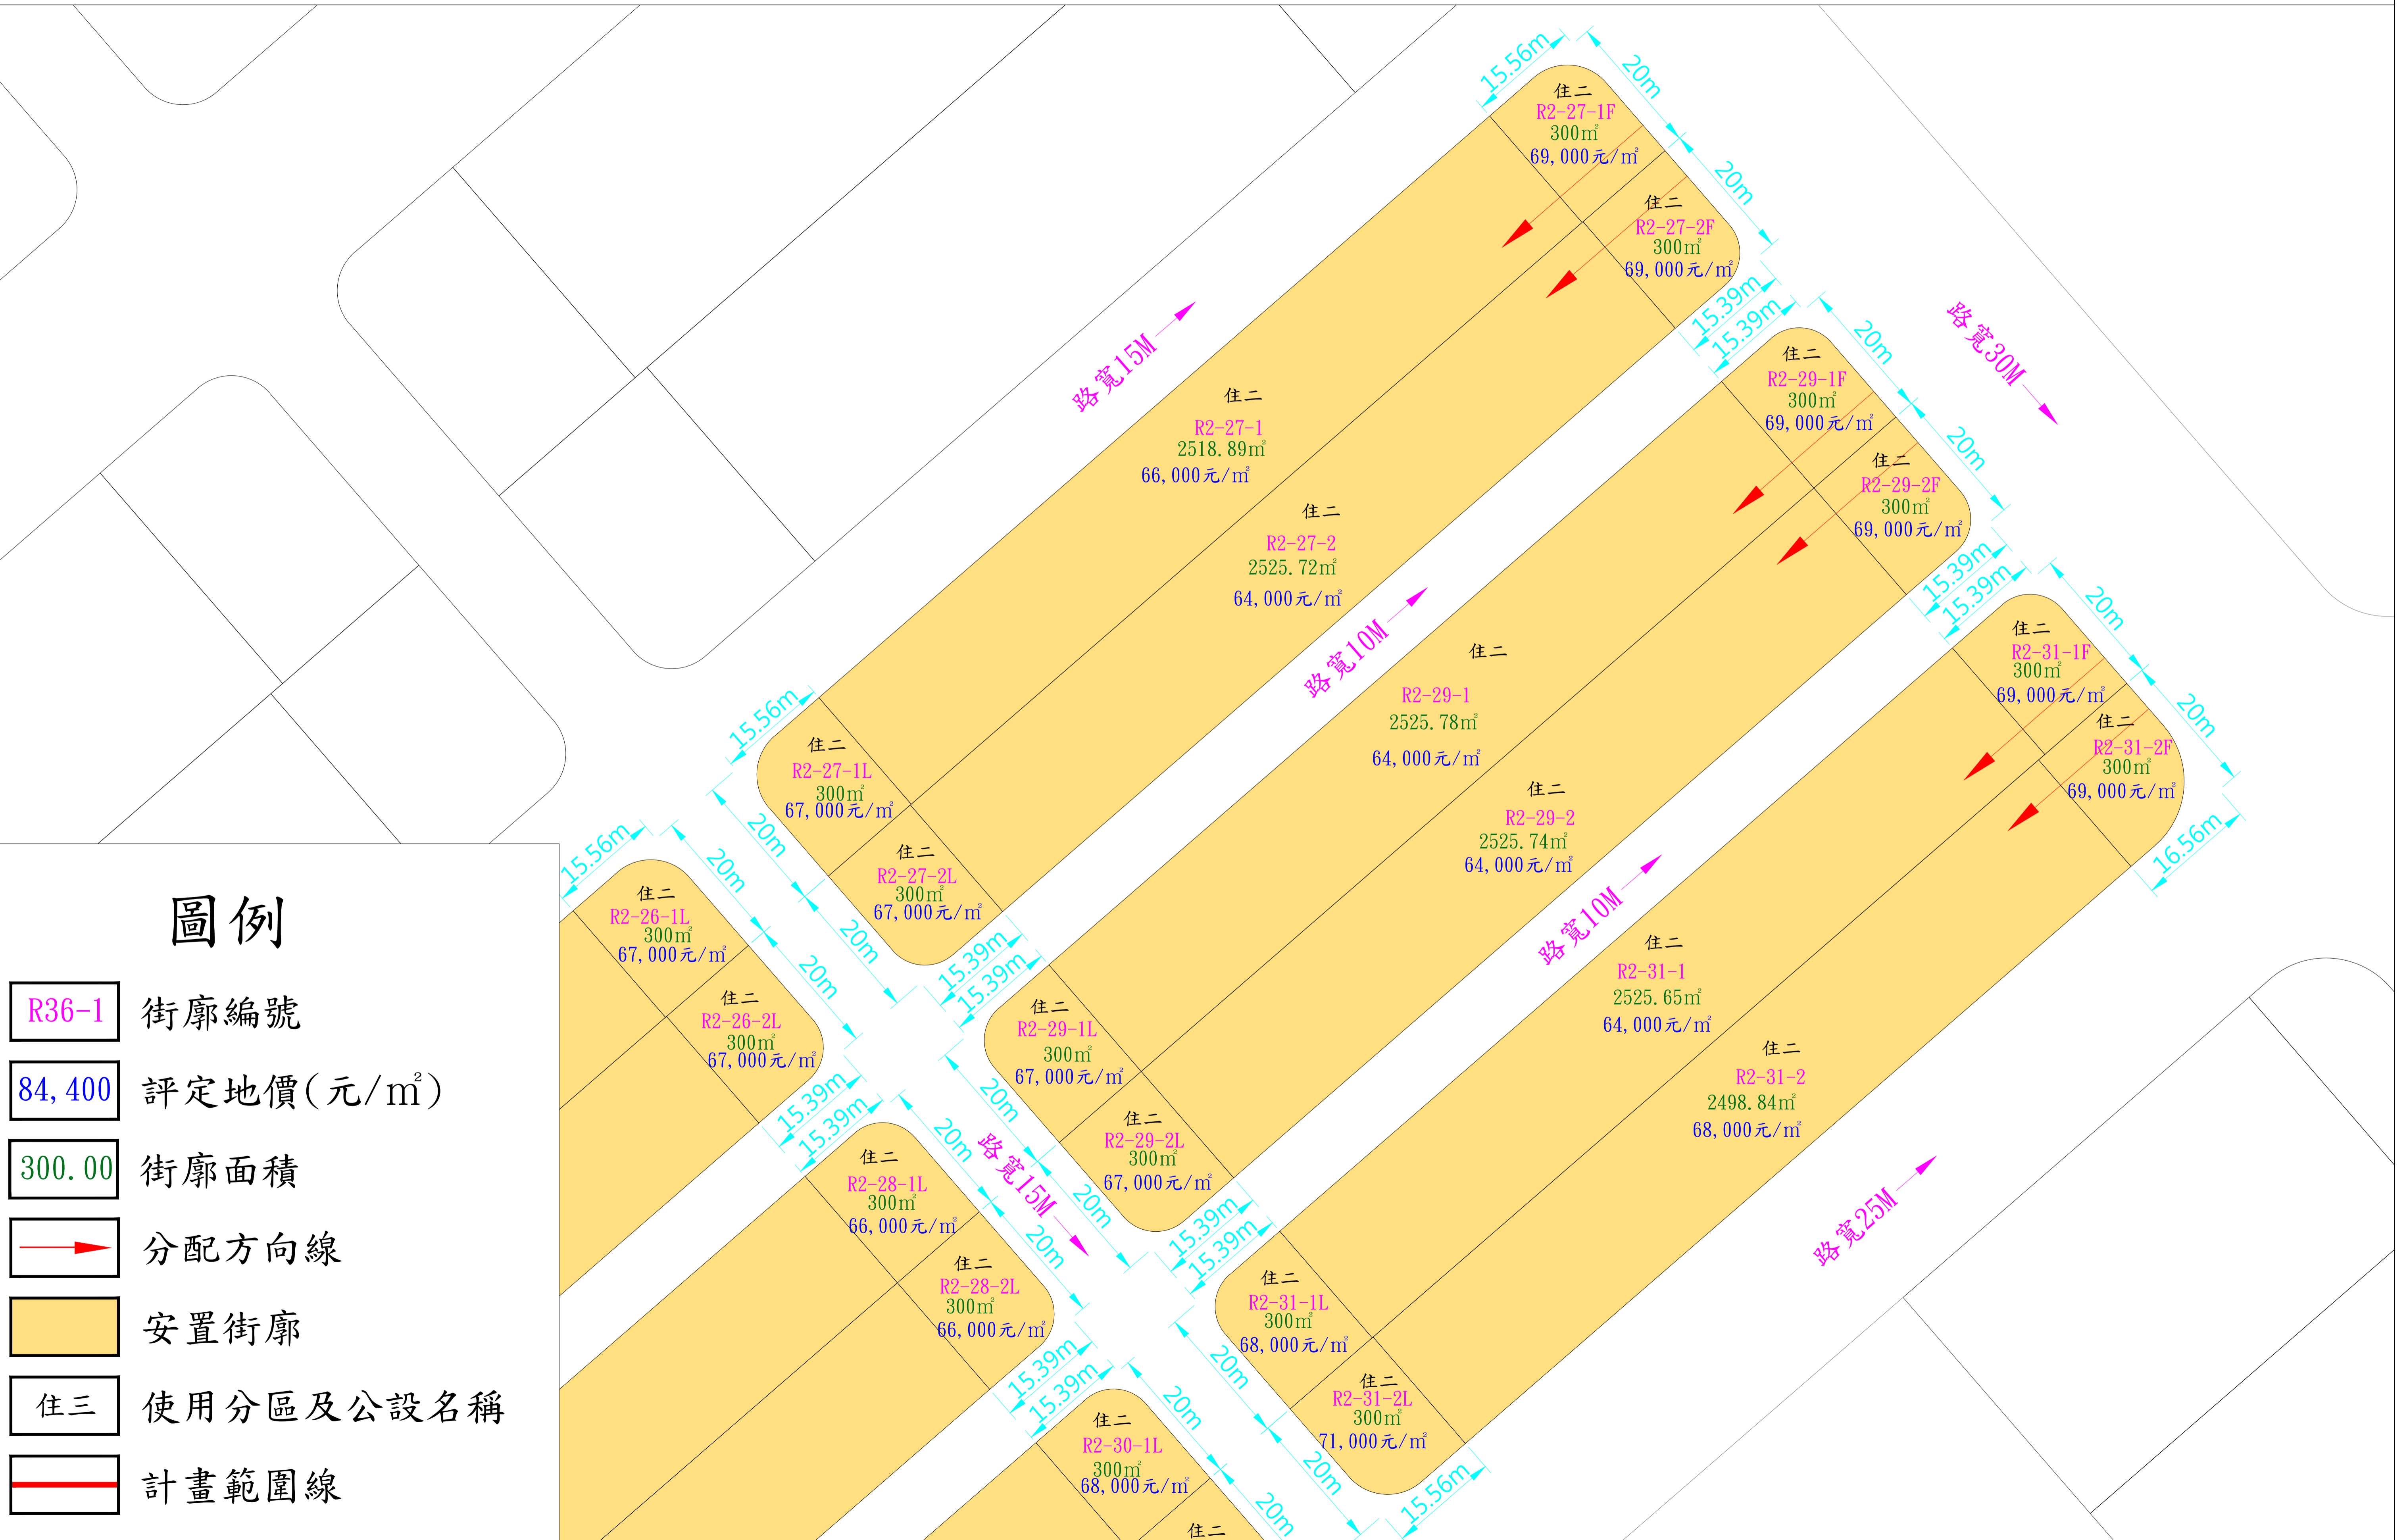 15.56m
20m
住二
R2-27-1F
300㎡
69,000元/㎡
20m
住二
R2-27-2F
300㎡
69,000元/㎡
15.39m
15.39m
路寬30M
路寬15M
住二
R2-27-1
2518.89㎡
66,000元/㎡
住二
R2-27-2
2525.72㎡
64,000元/㎡
20m
住二
R2-29-1F
300㎡
69,000元/㎡
20m
住二
R2-29-2F
300㎡
69,000元/㎡
15.39m
15.39m
路寬10M
住二
R2-29-1
2525.78㎡
64,000元/㎡
住二
R2-29-2
2525.74㎡
64,000元/㎡
20m
住二
R2-31-1F
300㎡
69,000元/㎡
20m
住二
R2-31-2F
300㎡
69,000元/㎡
16.56m
路寬10M
住二
R2-31-1
2525.65㎡
64,000元/㎡
住二
R2-31-2
2498.84㎡
68,000元/㎡
路寬25M
15.56m
住二
R2-27-1L
300㎡
67,000元/㎡
20m
住二
R2-27-2L
300㎡
67,000元/㎡
20m
15.39m
15.39m
15.56m
20m
住二
R2-26-1L
300㎡
67,000元/㎡
20m
住二
R2-26-2L
300㎡
67,000元/㎡
15.39m
15.39m
住二
R2-29-1L
300㎡
67,000元/㎡
20m
住二
R2-29-2L
300㎡
67,000元/㎡
20m
15.39m
15.39m
路寬15M
20m
住二
R2-28-1L
300㎡
66,000元/㎡
20m
住二
R2-28-2L
300㎡
66,000元/㎡
15.39m
15.39m
住二
R2-31-1L
300㎡
68,000元/㎡
20m
住二
R2-31-2L
300㎡
71,000元/㎡
20m
15.56m
20m
住二
R2-30-1L
300㎡
68,000元/㎡
20m
住二
圖例
R36-1 街廓編號
84,400 評定地價(元/㎡)
300.00 街廓面積
分配方向線
安置街廓
住三 使用分區及公設名稱
計畫範圍線